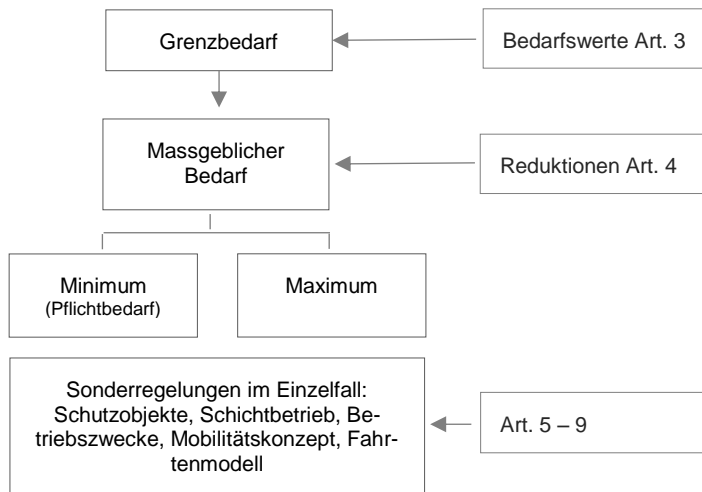 Grenzbedarf
Bedarfswerte Art. 3
Massgeblicher
Bedarf
Reduktionen Art. 4
Minimum
(Pflichtbedarf)
Maximum
Sonderregelungen im Einzelfall:
Schutzobjekte, Schichtbetrieb, Be-
triebszwecke, Mobilitätskonzept, Fahr-
tenmodell
Art. 5 – 9